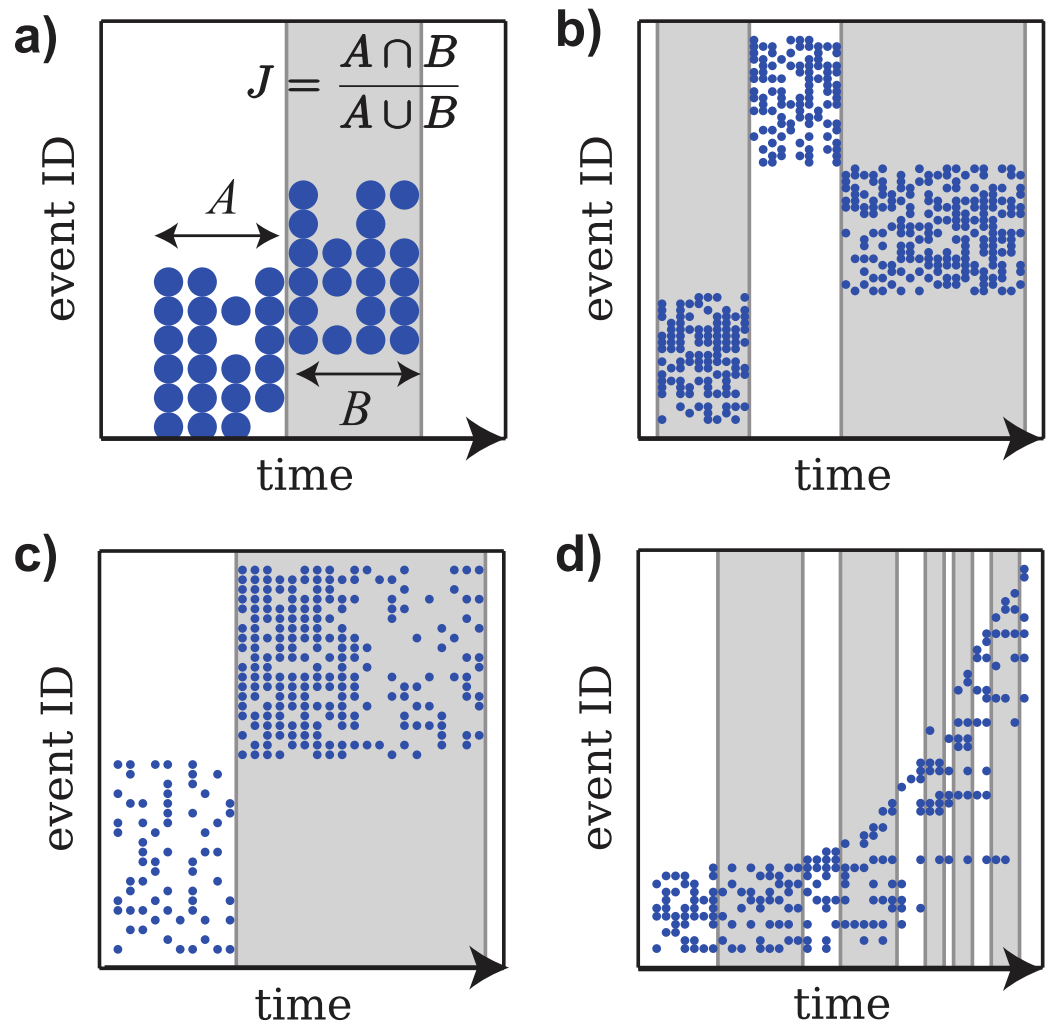 a)
J = A ∩ B / A ∪ B
A
B
event ID
time
b)
event ID
time
c)
event ID
time
d)
event ID
time